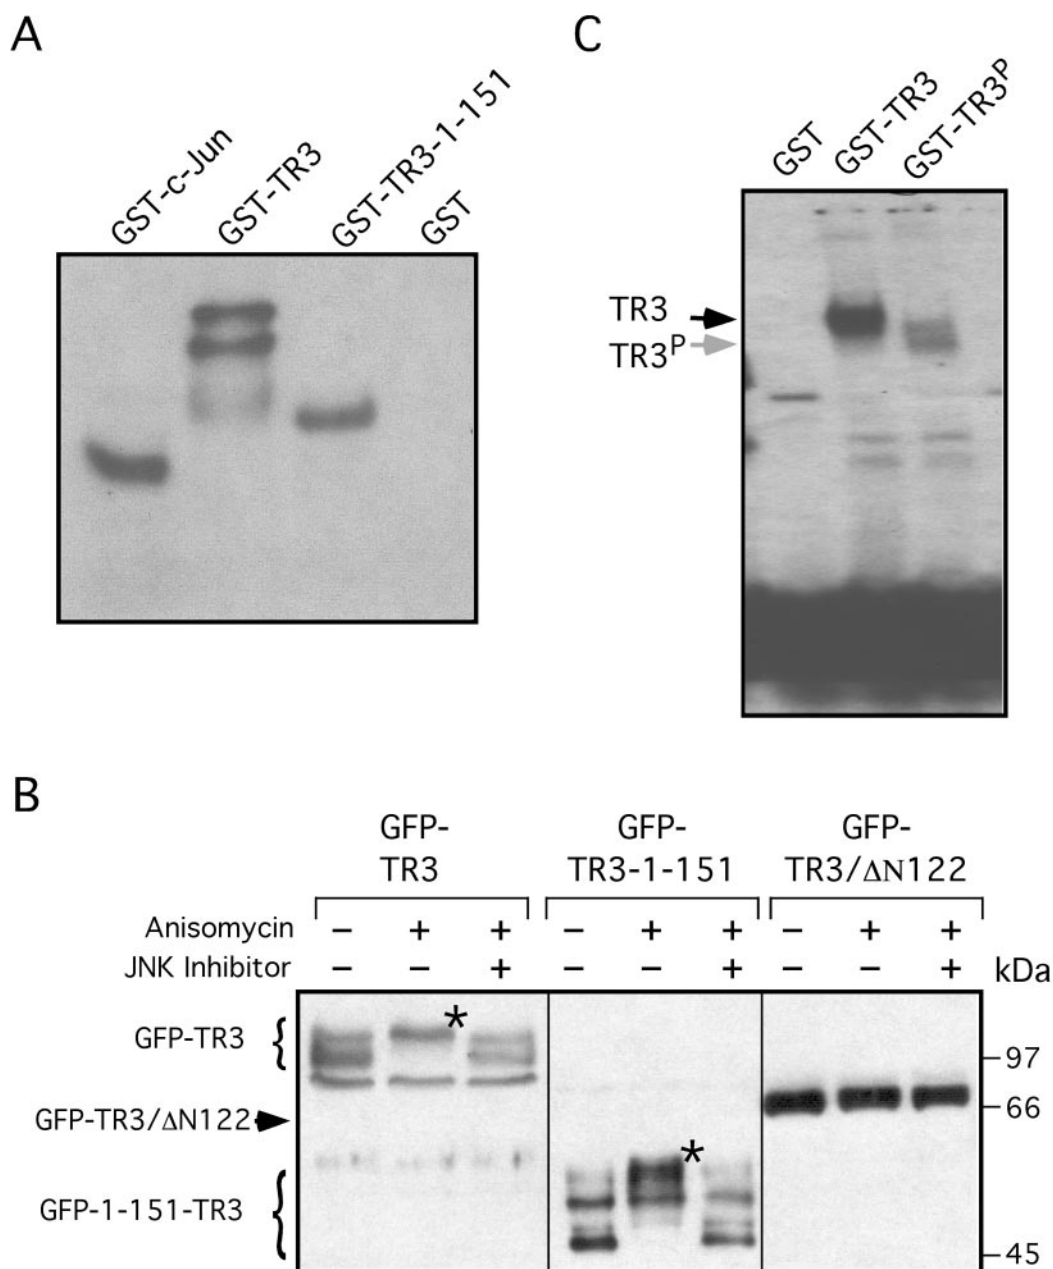 A
GST-c-Jun
GST-TR3
GST-TR3-1-151
GST
C
GST
GST-TR3
GST-TR3P
TR3
TR3P
B
GFP-
TR3
GFP-
TR3-1-151
GFP-
TR3/ΔN122
Anisomycin – + + – + + – + +
JNK Inhibitor – – + – – + – – +
kDa
GFP-TR3 {
*
97
GFP-TR3/ΔN122
66
*
GFP-1-151-TR3 {
45